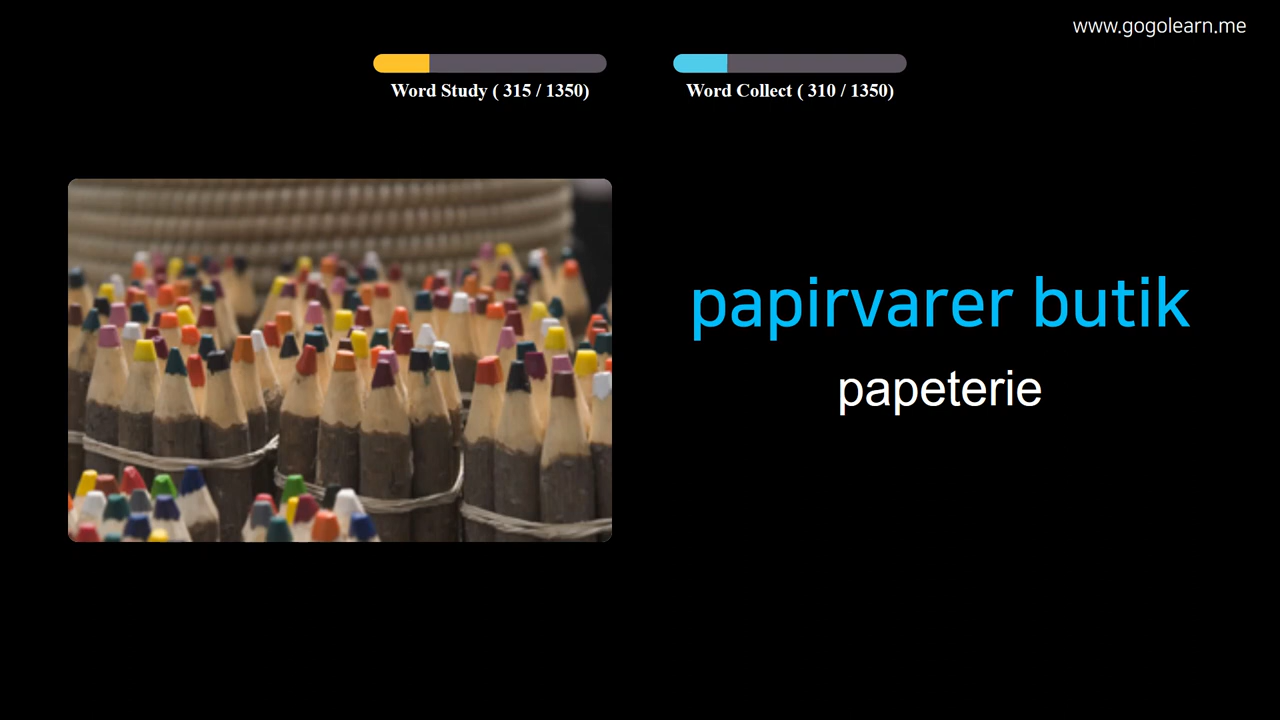 www.gogolearn.me
Word Study ( 315 / 1350)
Word Collect ( 310 / 1350)
papirvarer butik
papeterie